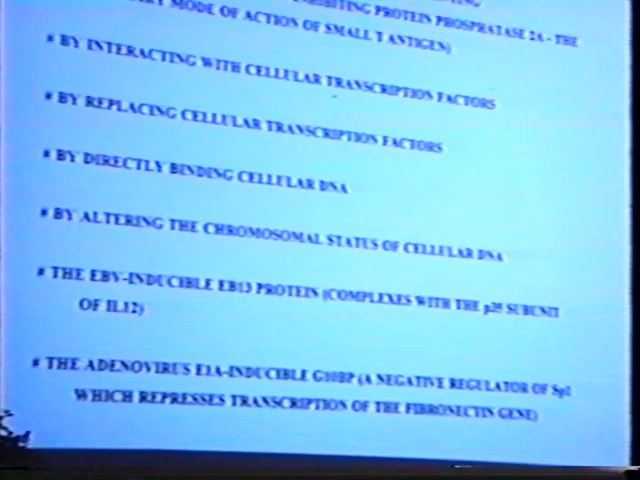 INHIBITING PROTEIN PHOSPHATASE 2A - THE
MODE OF ACTION OF SMALL T ANTIGEN)
# BY INTERACTING WITH CELLULAR TRANSCRIPTION FACTORS
# BY REPLACING CELLULAR TRANSCRIPTION FACTORS
# BY DIRECTLY BINDING CELLULAR DNA
# BY ALTERING THE CHROMOSOMAL STATUS OF CELLULAR DNA
# THE EBV-INDUCIBLE EBI3 PROTEIN (COMPLEXES WITH THE p35 SUBUNIT
OF IL12)
# THE ADENOVIRUS E1A-INDUCIBLE G10BP (A NEGATIVE REGULATOR OF Sp1
WHICH REPRESSES TRANSCRIPTION OF THE FIBRONECTIN GENE)